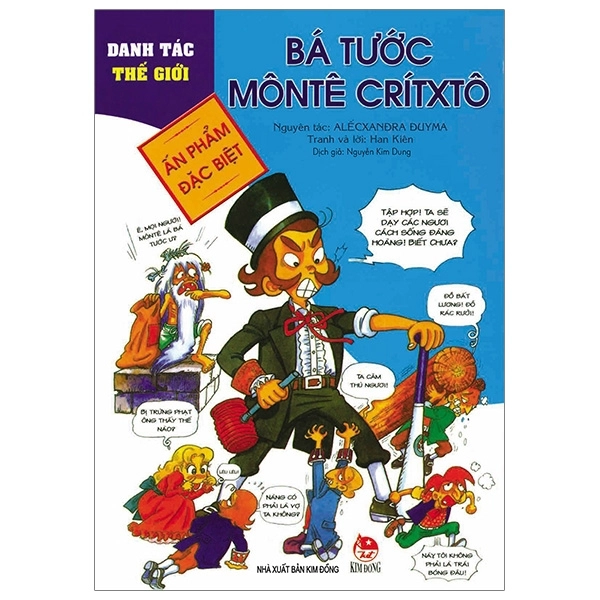 DANH TÁC
THẾ GIỚI
BÁ TƯỚC
MÔNTÊ CRÍTXTÔ
Nguyên tác: ALẾCXANĐRA ĐUYMA
Tranh và lời: Han Kiên
Dịch giả: Nguyễn Kim Dung
ẤN PHẨM
ĐẶC BIỆT
Ê, MỌI NGƯỜI!
MÔNTÊ LÀ BÁ
TƯỚC Ư?
TẬP HỢP! TA SẼ
DẠY CÁC NGƯƠI
CÁCH SỐNG ĐÁNG
HOÀNG! BIẾT CHƯA?
ĐỒ BẤT
LƯƠNG! ĐỒ
RÁC RƯỞI!
TA CĂM
THÙ NGƯƠI!
BỊ TRỪNG PHẠT
ÔNG THẤY THẾ
NÀO?
LEU LEU
NÀNG CÓ
PHẢI LÀ VỢ
TA KHÔNG?
NÀY TÔI KHÔNG
PHẢI LÀ TRÁI
BÓNG ĐÂU!
NHÀ XUẤT BẢN KIM ĐỒNG
KIM ĐỒNG